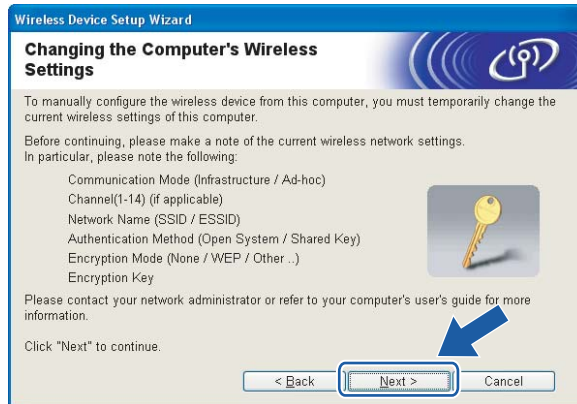 Wireless Device Setup Wizard
Changing the Computer's Wireless
Settings
To manually configure the wireless device from this computer, you must temporarily change the
current wireless settings of this computer.
Before continuing, please make a note of the current wireless network settings.
In particular, please note the following:
Communication Mode (Infrastructure / Ad-hoc)
Channel(1-14) (if applicable)
Network Name (SSID / ESSID)
Authentication Method (Open System / Shared Key)
Encryption Mode (None / WEP / Other ..)
Encryption Key
Please contact your network administrator or refer to your computer's user's guide for more
information.
Click "Next" to continue.
< Back Next > Cancel